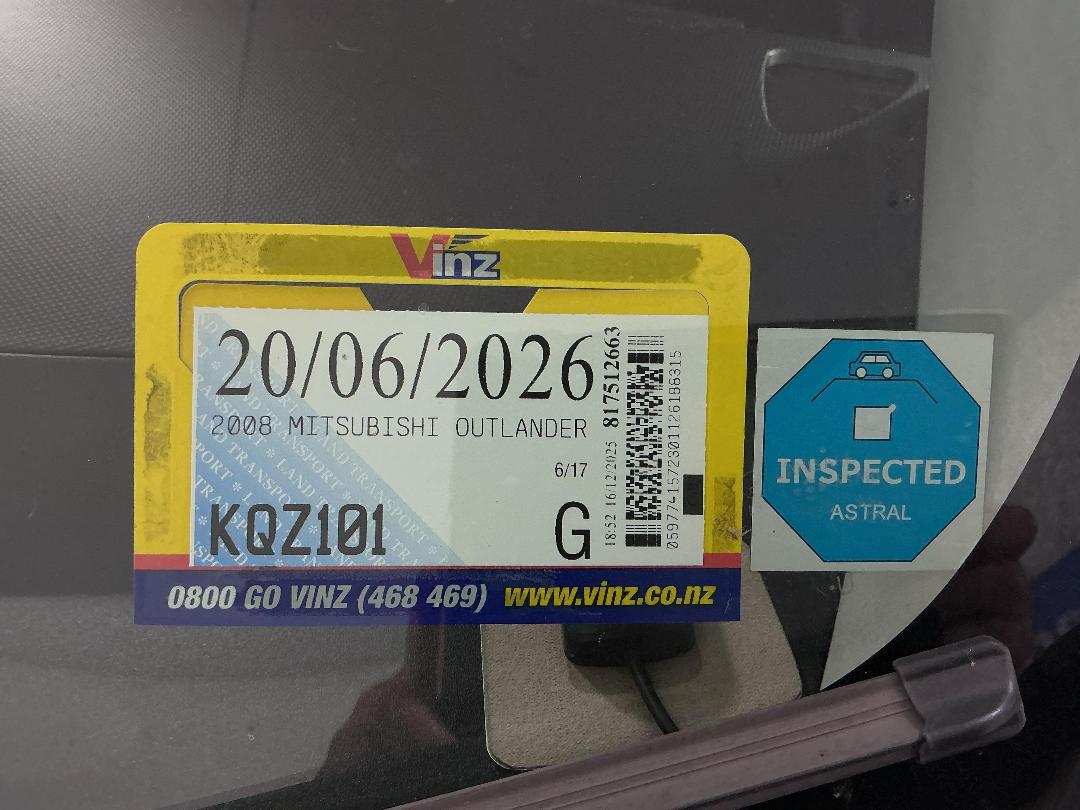 Vinz
20/06/2026
2008 MITSUBISHI OUTLANDER
6/17
KQZ101 G
817512663
18:52 16/12/2025
0800 GO VINZ (468 469) www.vinz.co.nz
INSPECTED
ASTRAL